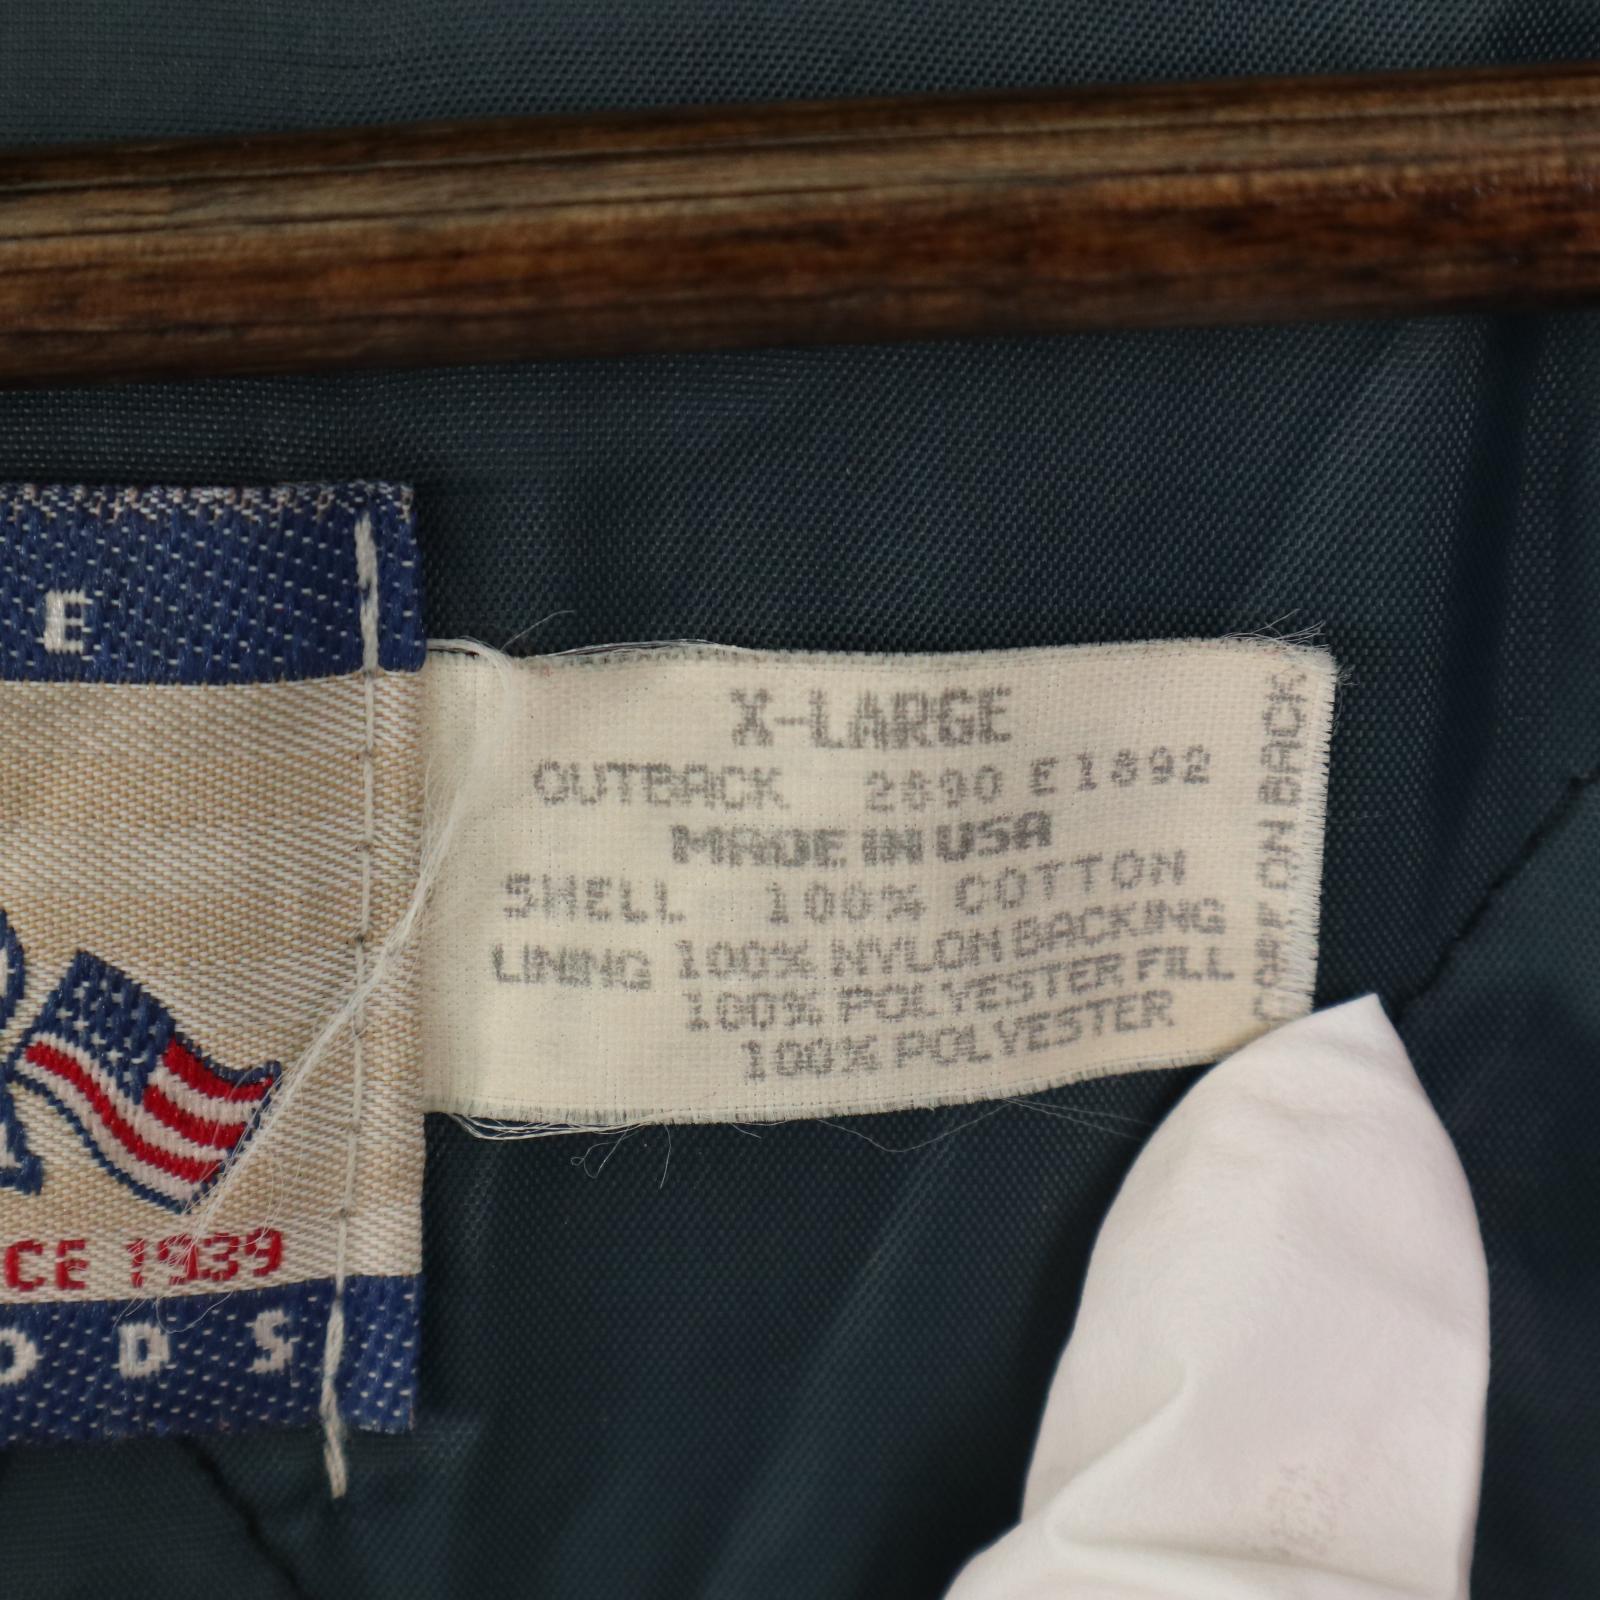 E
CE 1939
O D S
X-LARGE
OUTBACK 2890 E1892
MADE IN USA
SHELL 100% COTTON
LINING 100% NYLON BACKING
100% POLYESTER FILL
100% POLYESTER
CARE ON BACK